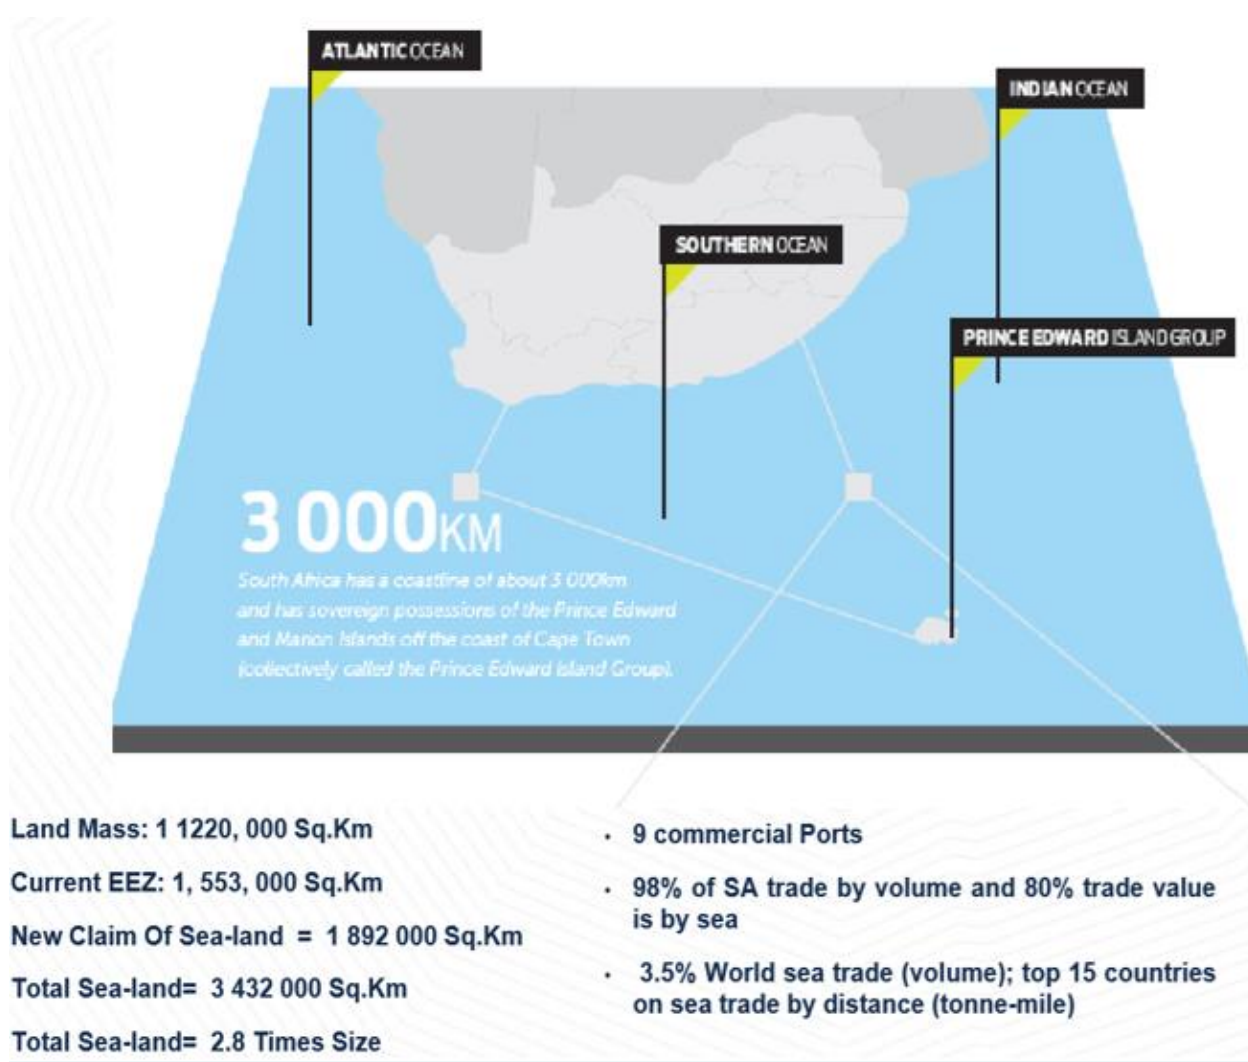 ATLANTIC OCEAN
INDIAN OCEAN
SOUTHERN OCEAN
PRINCE EDWARD ISLAND GROUP
3 000KM
South Africa has a coastline of about 3 000km
and has sovereign possessions of the Prince Edward
and Marion Islands off the coast of Cape Town
(collectively called the Prince Edward Island Group).
Land Mass: 1 1220, 000 Sq.Km
Current EEZ: 1, 553, 000 Sq.Km
New Claim Of Sea-land = 1 892 000 Sq.Km
Total Sea-land= 3 432 000 Sq.Km
Total Sea-land= 2.8 Times Size
• 9 commercial Ports
• 98% of SA trade by volume and 80% trade value
is by sea
• 3.5% World sea trade (volume); top 15 countries
on sea trade by distance (tonne-mile)